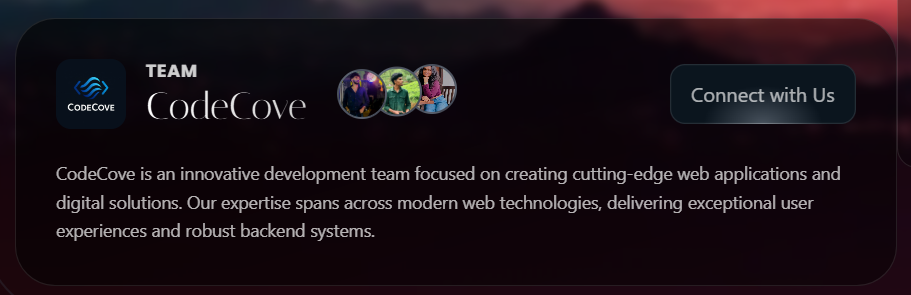 TEAM
CODECOVE
CodeCove
Connect with Us
CodeCove is an innovative development team focused on creating cutting-edge web applications and
digital solutions. Our expertise spans across modern web technologies, delivering exceptional user
experiences and robust backend systems.